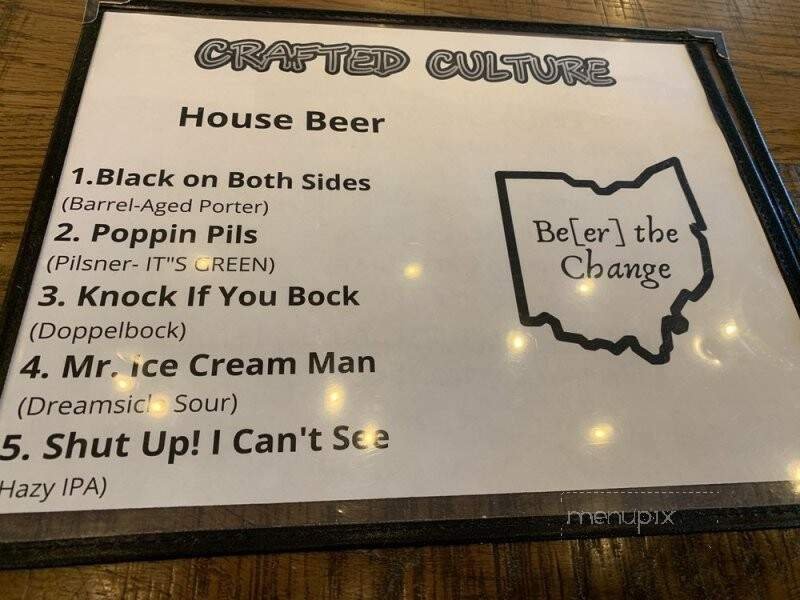 CRAFTED CULTURE
House Beer
1.Black on Both Sides
(Barrel-Aged Porter)
2. Poppin Pils
(Pilsner- IT"S GREEN)
3. Knock If You Bock
(Doppelbock)
4. Mr. Ice Cream Man
(Dreamsicle Sour)
5. Shut Up! I Can't See
Hazy IPA)
Be[er] the
Change
menupix